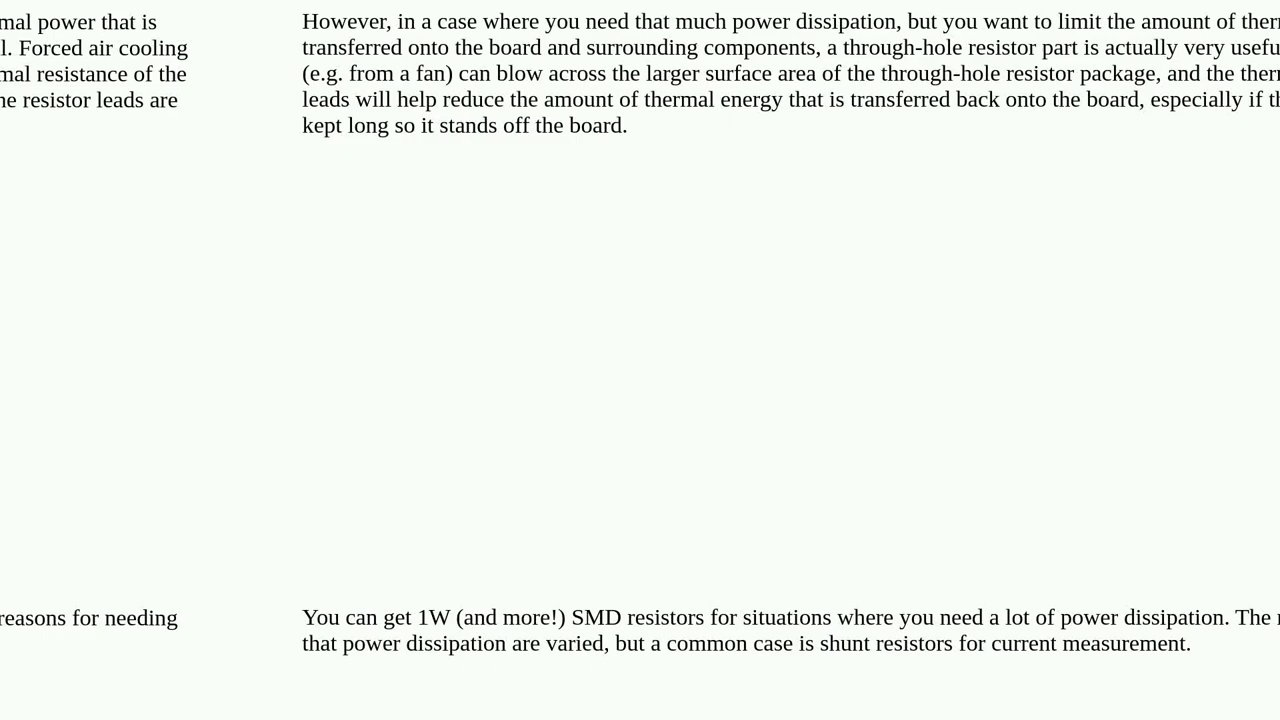 mal power that is
l. Forced air cooling
mal resistance of the
he resistor leads are
However, in a case where you need that much power dissipation, but you want to limit the amount of ther
transferred onto the board and surrounding components, a through-hole resistor part is actually very usefu
(e.g. from a fan) can blow across the larger surface area of the through-hole resistor package, and the ther
leads will help reduce the amount of thermal energy that is transferred back onto the board, especially if t
kept long so it stands off the board.
reasons for needing
You can get 1W (and more!) SMD resistors for situations where you need a lot of power dissipation. The
that power dissipation are varied, but a common case is shunt resistors for current measurement.